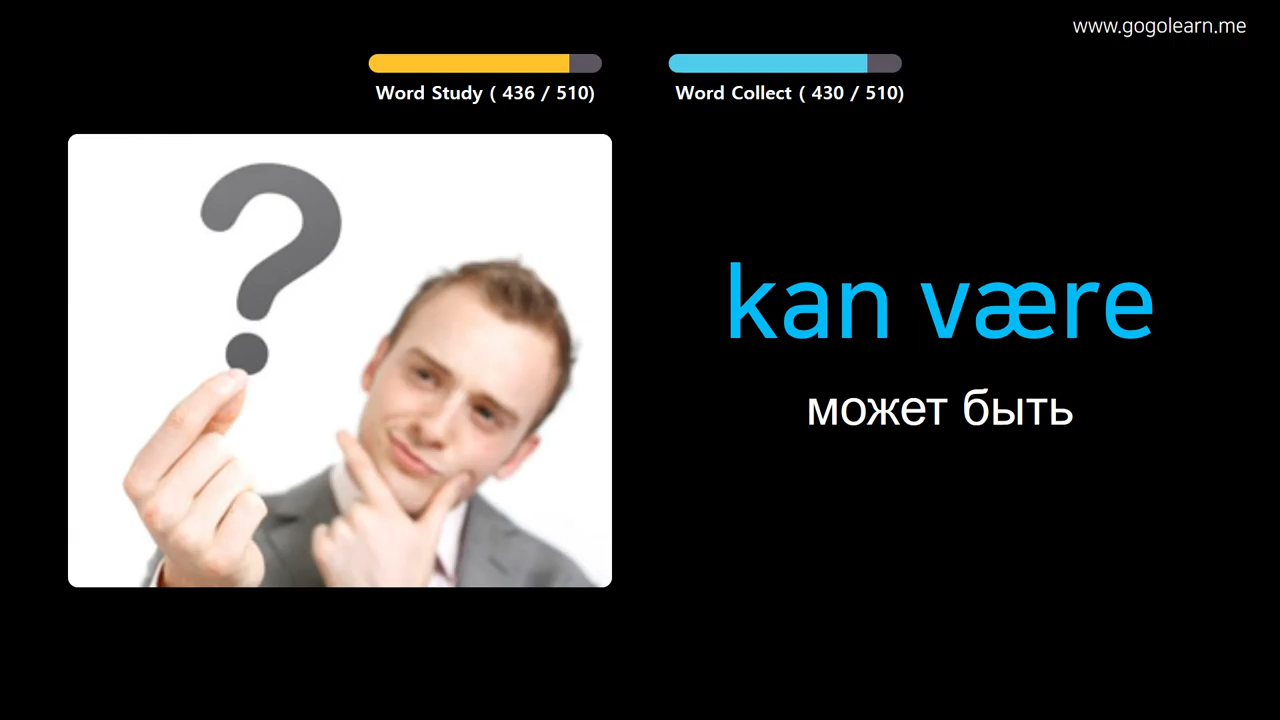 www.gogolearn.me
Word Study ( 436 / 510)
Word Collect ( 430 / 510)
?
kan være
может быть